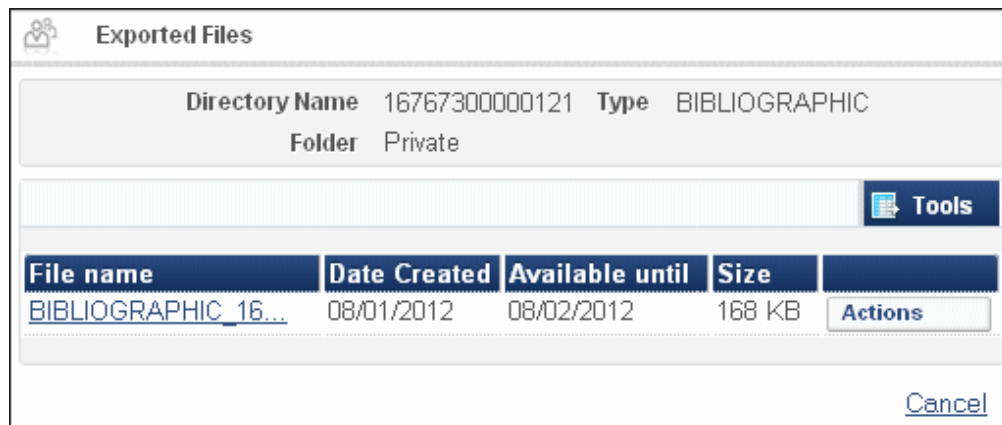 Exported Files
Directory Name 16767300000121 Type BIBLIOGRAPHIC
Folder Private
Tools
File name Date Created Available until Size
BIBLIOGRAPHIC_16... 08/01/2012 08/02/2012 168 KB Actions
Cancel